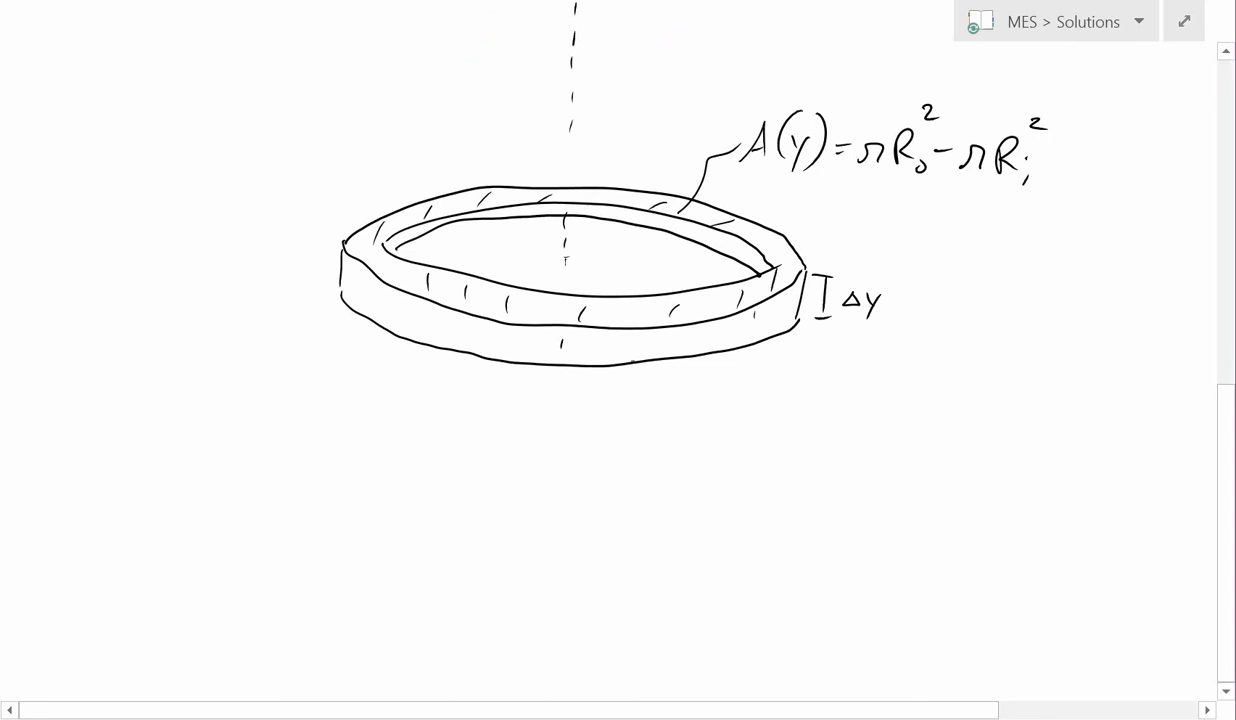 MES > Solutions
A(y) = πR₀² - πRᵢ²
Δy